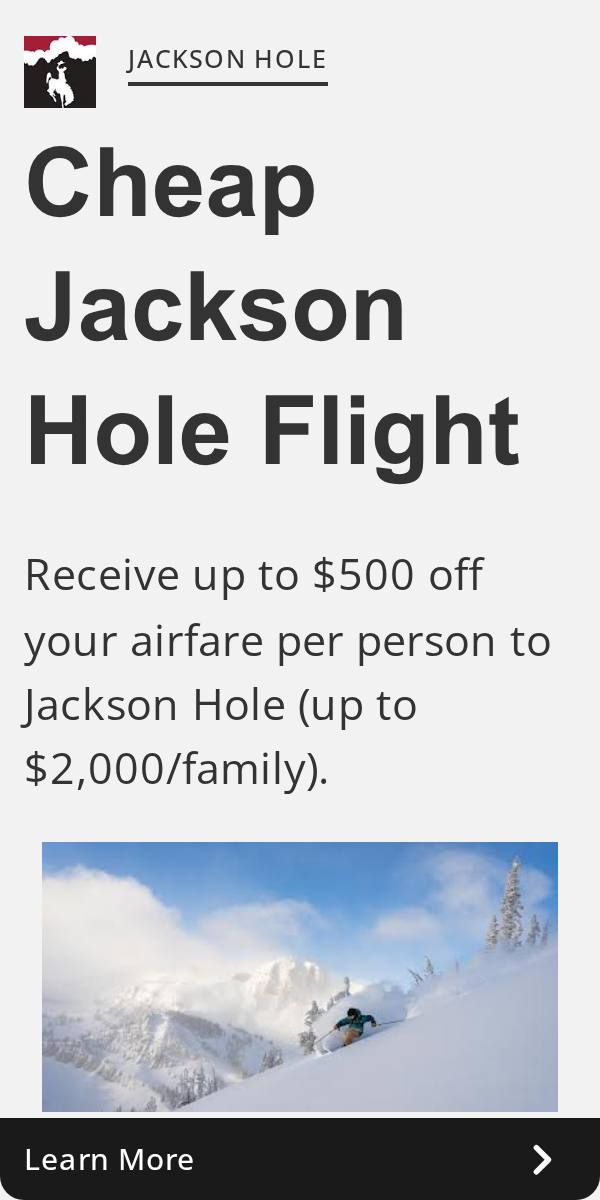 JACKSON HOLE
Cheap
Jackson
Hole Flight
Receive up to $500 off
your airfare per person to
Jackson Hole (up to
$2,000/family).
Learn More